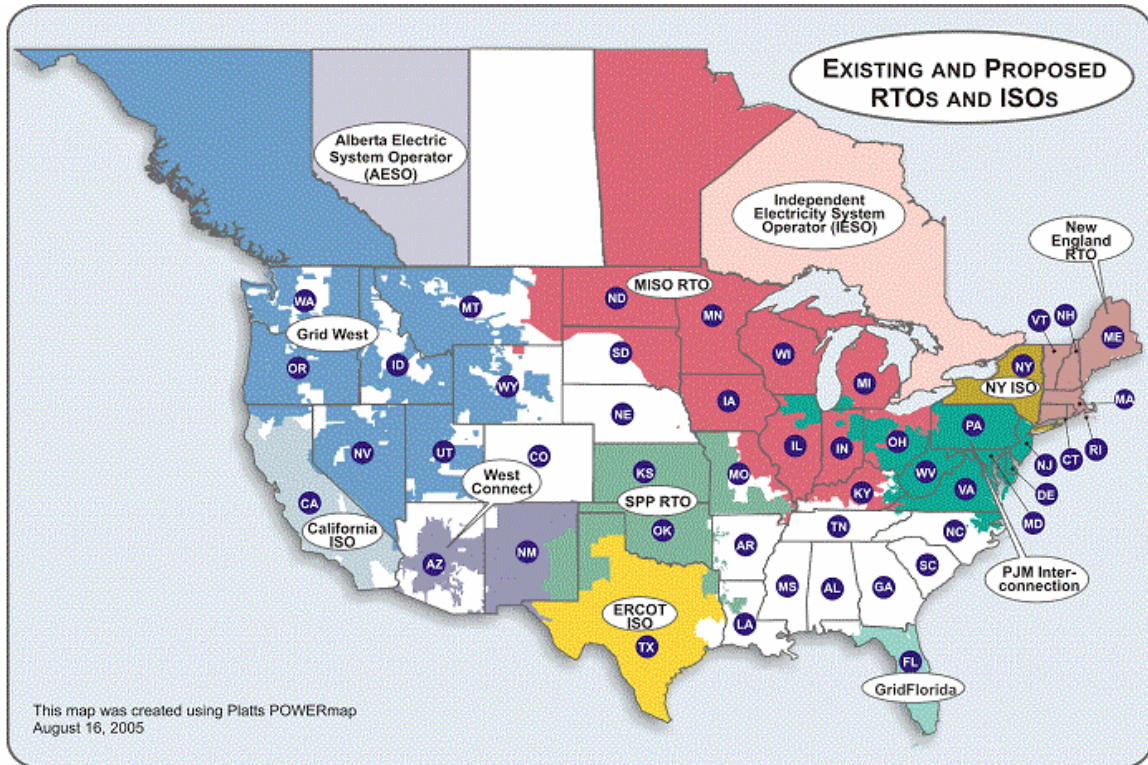 EXISTING AND PROPOSED
RTOS AND ISOS
Alberta Electric
System Operator
(AESO)
Independent
Electricity System
Operator (IESO)
New
England
RTO
MISO RTO
Grid West
NY ISO
West
Connect
SPP RTO
California
ISO
PJM Inter-
connection
ERCOT
ISO
GridFlorida
WA
MT
ND
MN
VT
NH
ME
OR
ID
WY
SD
WI
MI
NY
MA
NV
UT
CO
NE
IA
IL
IN
OH
PA
NJ
CT
RI
CA
KS
MO
KY
WV
VA
DE
MD
AZ
NM
OK
AR
TN
NC
SC
MS
AL
GA
TX
LA
FL
This map was created using Platts POWERmap
August 16, 2005